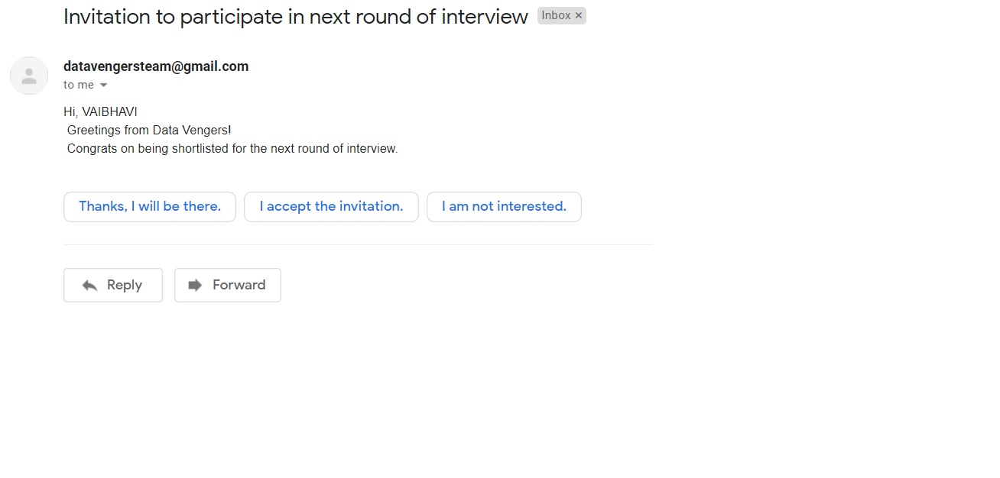 Invitation to participate in next round of interview Inbox ×
datavengersteam@gmail.com
to me
Hi, VAIBHAVI
Greetings from Data Vengers!
Congrats on being shortlisted for the next round of interview.
Thanks, I will be there. I accept the invitation. I am not interested.
Reply Forward